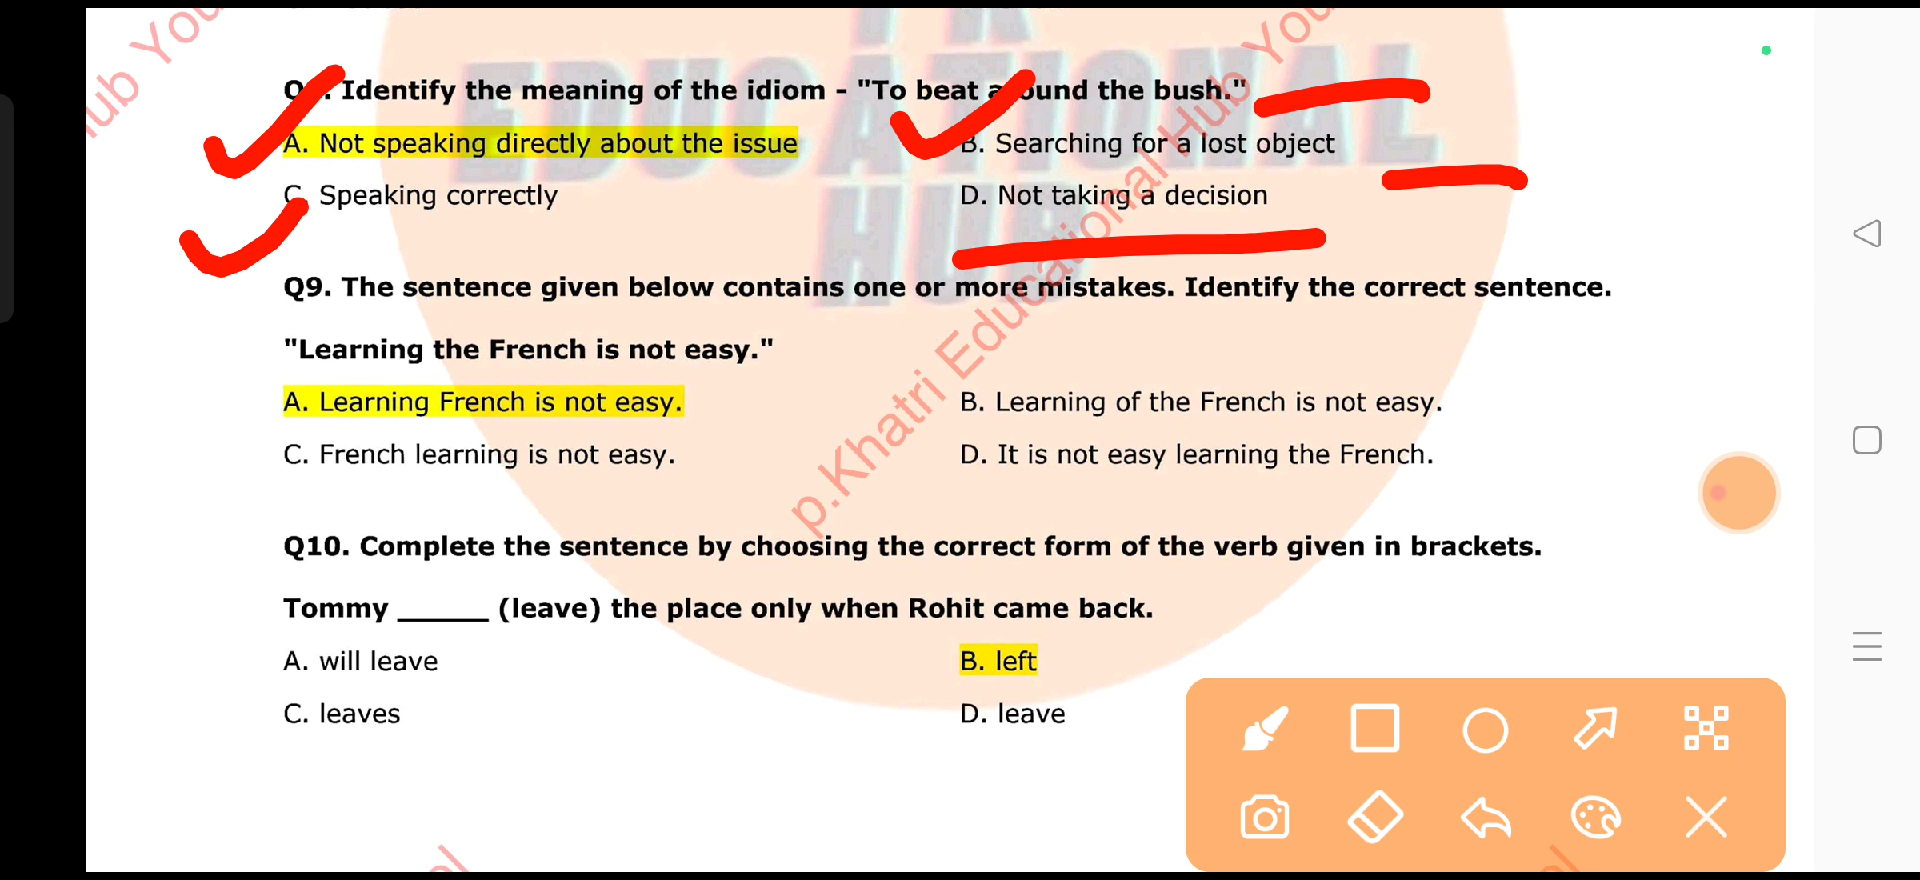 Identify the meaning of the idiom - "To beat around the bush."
A. Not speaking directly about the issue
B. Searching for a lost object
C. Speaking correctly
D. Not taking a decision
Q9. The sentence given below contains one or more mistakes. Identify the correct sentence.
"Learning the French is not easy."
A. Learning French is not easy.
B. Learning of the French is not easy.
C. French learning is not easy.
D. It is not easy learning the French.
Q10. Complete the sentence by choosing the correct form of the verb given in brackets.
Tommy ______ (leave) the place only when Rohit came back.
A. will leave
B. left
C. leaves
D. leave
EDUCATIONAL
HUB
p.Khatri Educational Hub You